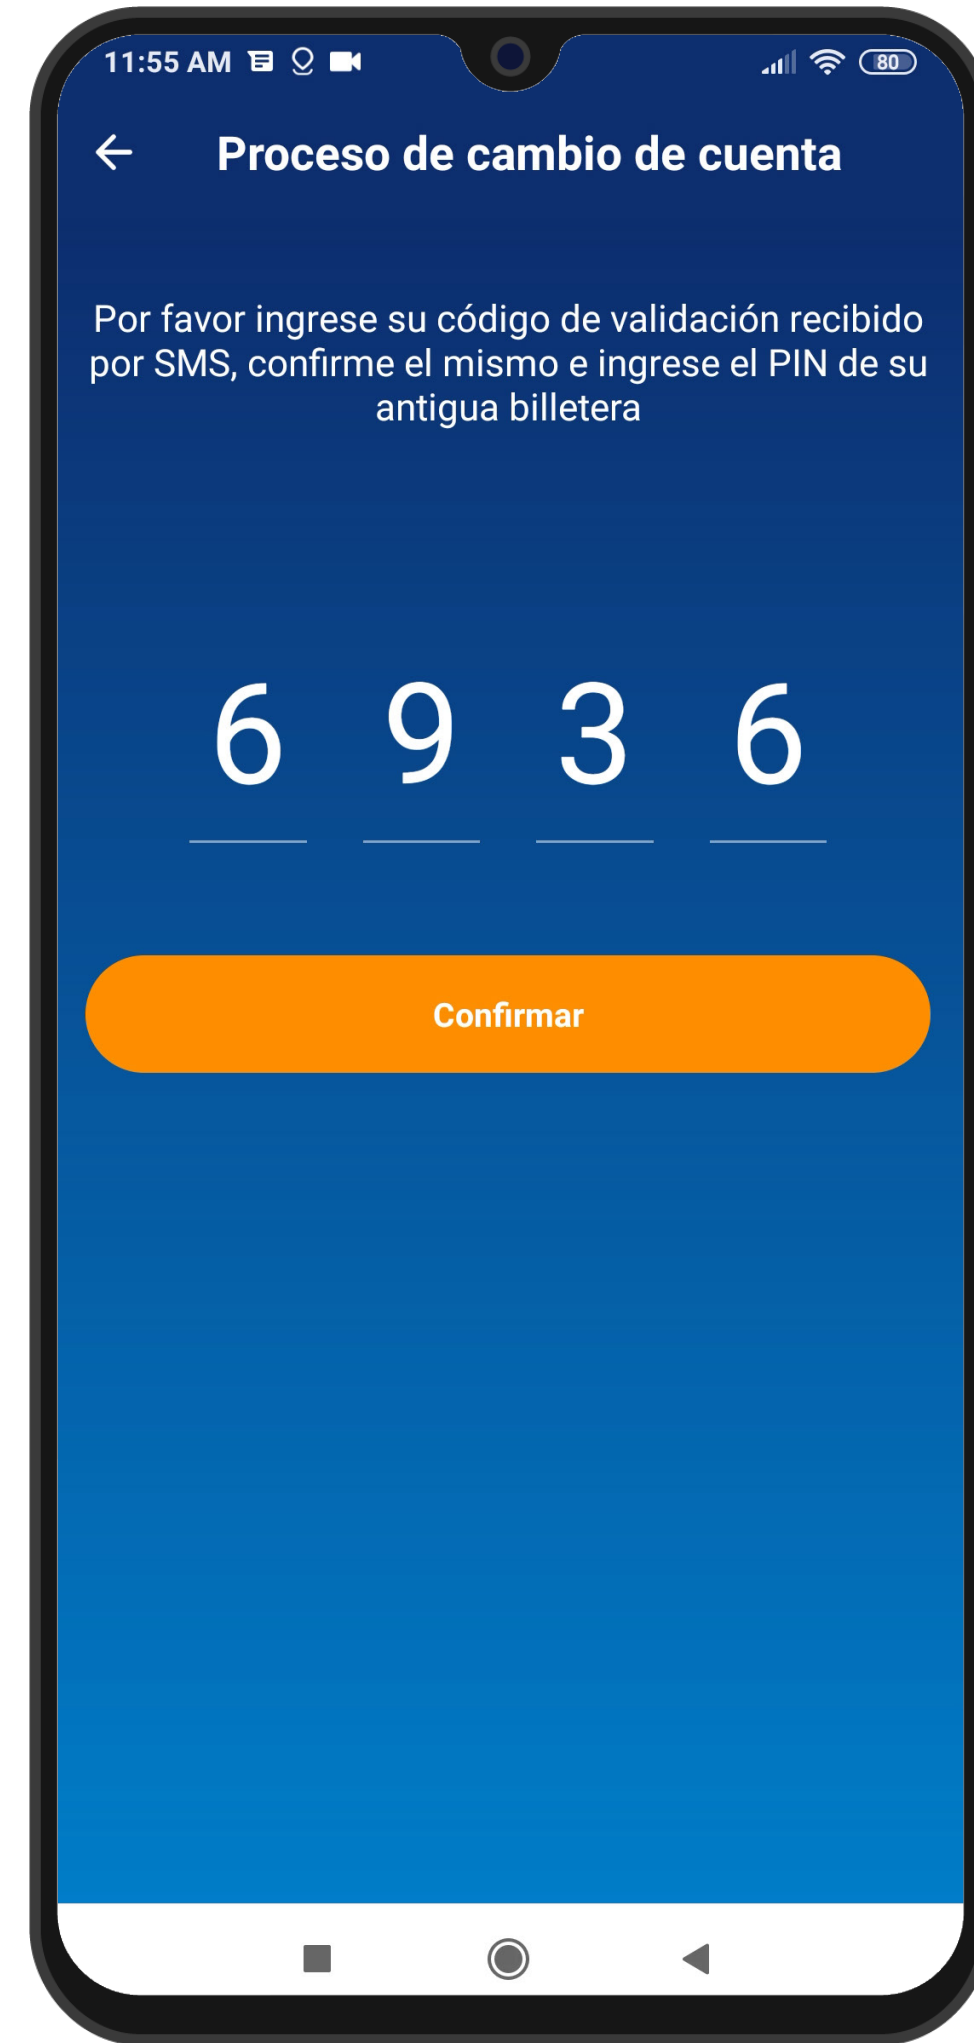 11:55 AM 80
Proceso de cambio de cuenta
Por favor ingrese su código de validación recibido
por SMS, confirme el mismo e ingrese el PIN de su
antigua billetera
6 9 3 6
Confirmar